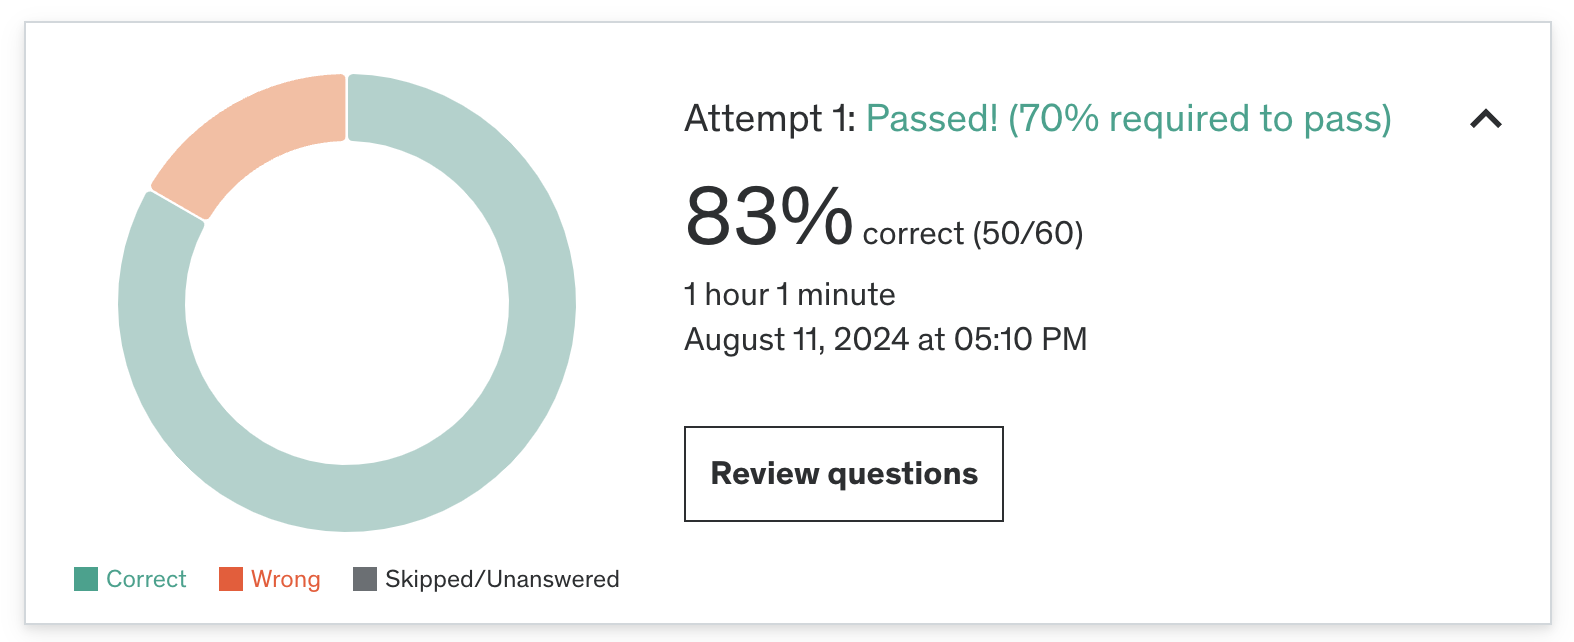 Attempt 1: Passed! (70% required to pass)
83% correct (50/60)
1 hour 1 minute
August 11, 2024 at 05:10 PM
Review questions
Correct Wrong Skipped/Unanswered